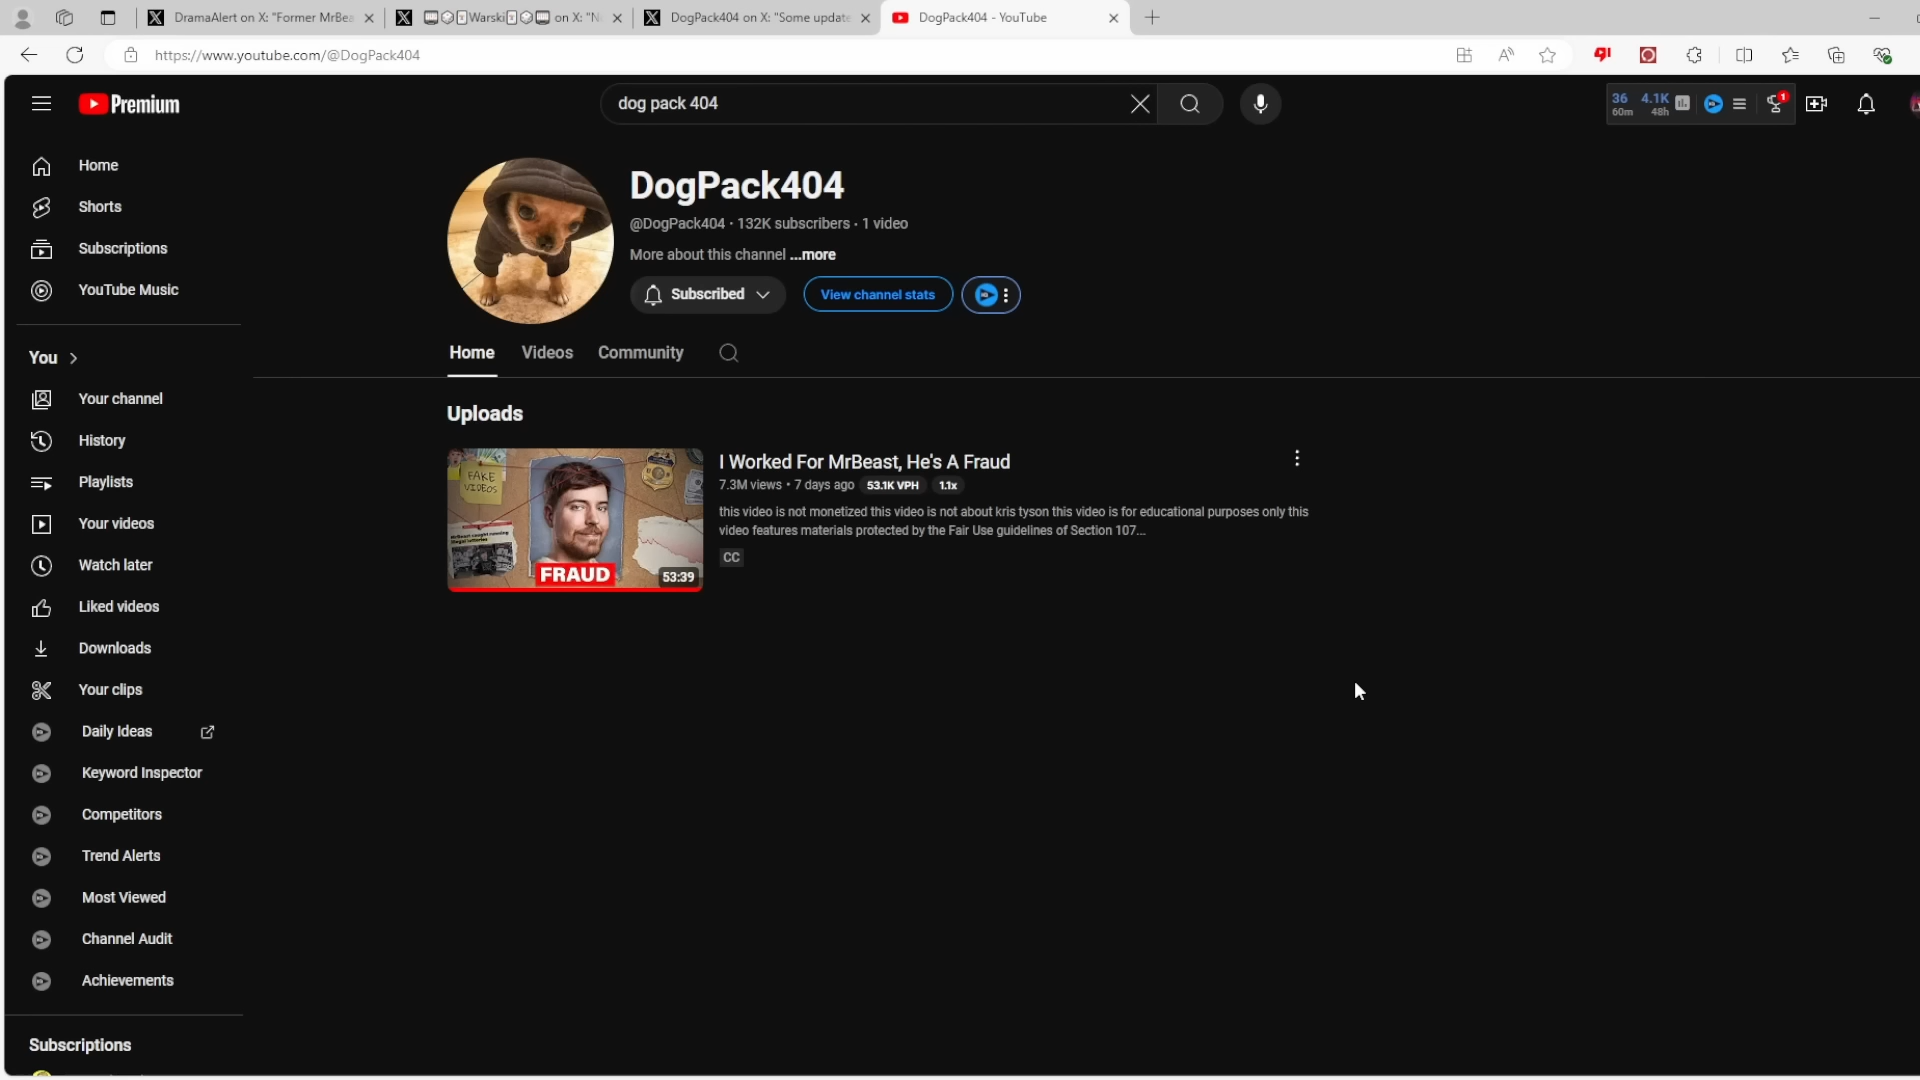 DramaAlert on X: "Former MrBea
Warski
on X: "N
DogPack404 on X: "Some update
DogPack404 - YouTube
https://www.youtube.com/@DogPack404
Premium
dog pack 404
36
60m
4.1K
48h
1
Home
Shorts
Subscriptions
YouTube Music
You
Your channel
History
Playlists
Your videos
Watch later
Liked videos
Downloads
Your clips
Daily Ideas
Keyword Inspector
Competitors
Trend Alerts
Most Viewed
Channel Audit
Achievements
Subscriptions
DogPack404
@DogPack404 · 132K subscribers · 1 video
More about this channel ...more
Subscribed
View channel stats
Home
Videos
Community
Uploads
FAKE
VIDEOS
FRAUD
53:39
I Worked For MrBeast, He's A Fraud
7.3M views • 7 days ago 53.1K VPH 1.1x
this video is not monetized this video is not about kris tyson this video is for educational purposes only this
video features materials protected by the Fair Use guidelines of Section 107...
CC